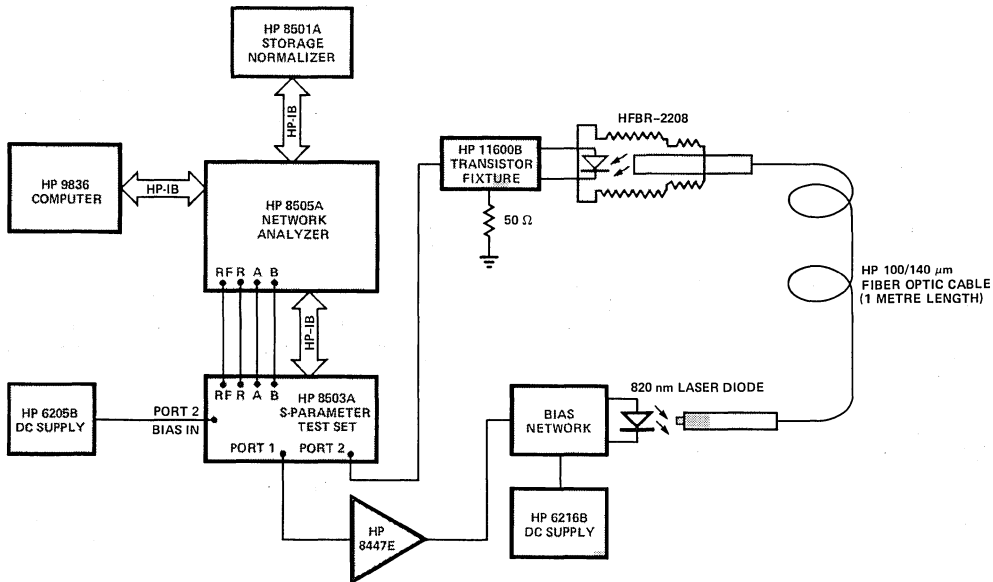 HP 8501A
STORAGE
NORMALIZER
HP-IB
HP 9836
COMPUTER
HP-IB
HP 8505A
NETWORK
ANALYZER
RF R A B
HP-IB
RF R A B
HP 8503A
S-PARAMETER
TEST SET
PORT 1 PORT 2
HP 6205B
DC SUPPLY
PORT 2
BIAS IN
HP
8447E
HP 11600B
TRANSISTOR
FIXTURE
50 Ω
HFBR-2208
HP 100/140 μm
FIBER OPTIC CABLE
(1 METRE LENGTH)
820 nm LASER DIODE
BIAS
NETWORK
HP 6216B
DC SUPPLY